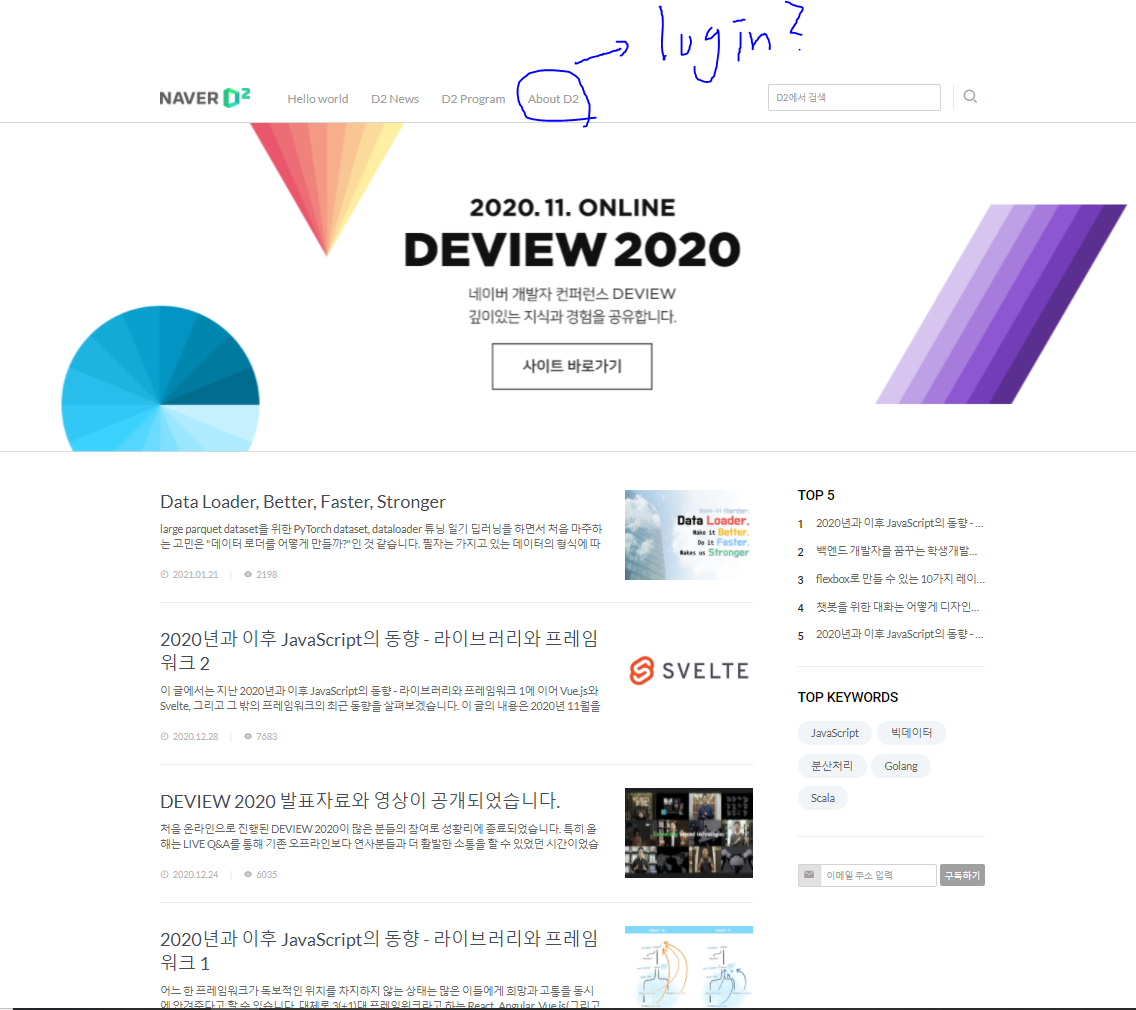 login?
NAVER D2
Hello world
D2 News
D2 Program
About D2
D2에서 검색
2020. 11. ONLINE
DEVIEW 2020
네이버 개발자 컨퍼런스 DEVIEW
깊이있는 지식과 경험을 공유합니다.
사이트 바로가기
Data Loader, Better, Faster, Stronger
large parquet dataset을 위한 PyTorch dataset, dataloader 튜닝 일기 딥러닝을 하면서 처음 마주하
는 고민은 "데이터 로더를 어떻게 만들까?"인 것 같습니다. 필자는 가지고 있는 데이터의 형식에 따
2021.01.21 | 2198
Data Loader,
Make it Better,
Do it Faster,
Makes us Stronger
2020년과 이후 JavaScript의 동향 - 라이브러리와 프레임
워크 2
이 글에서는 지난 2020년과 이후 JavaScript의 동향 - 라이브러리와 프레임워크 1에 이어 Vue.js와
Svelte, 그리고 그 밖의 프레임워크의 최근 동향을 살펴보겠습니다. 이 글의 내용은 2020년 11월을
2020.12.28 | 7683
SVELTE
DEVIEW 2020 발표자료와 영상이 공개되었습니다.
처음 온라인으로 진행된 DEVIEW 2020이 많은 분들의 참여로 성황리에 종료되었습니다. 특히 올
해는 LIVE Q&A를 통해 기존 오프라인보다 연사분들과 더 활발한 소통을 할 수 있었던 시간이었습
2020.12.24 | 6035
2020년과 이후 JavaScript의 동향 - 라이브러리와 프레임
워크 1
어느 한 프레임워크가 독보적인 위치를 차지하지 않는 상태는 많은 이들에게 희망과 고통을 동시
에 안겨준다고 할 수 있습니다. 대체로 3(+1)대 프레임워크라고 하는 React, Angular, Vue.js(그리고
TOP 5
1 2020년과 이후 JavaScript의 동향 - ...
2 백엔드 개발자를 꿈꾸는 학생개발...
3 flexbox로 만들 수 있는 10가지 레이...
4 챗봇을 위한 대화는 어떻게 디자인...
5 2020년과 이후 JavaScript의 동향 - ...
TOP KEYWORDS
JavaScript
빅데이터
분산처리
Golang
Scala
이메일 주소 입력
구독하기